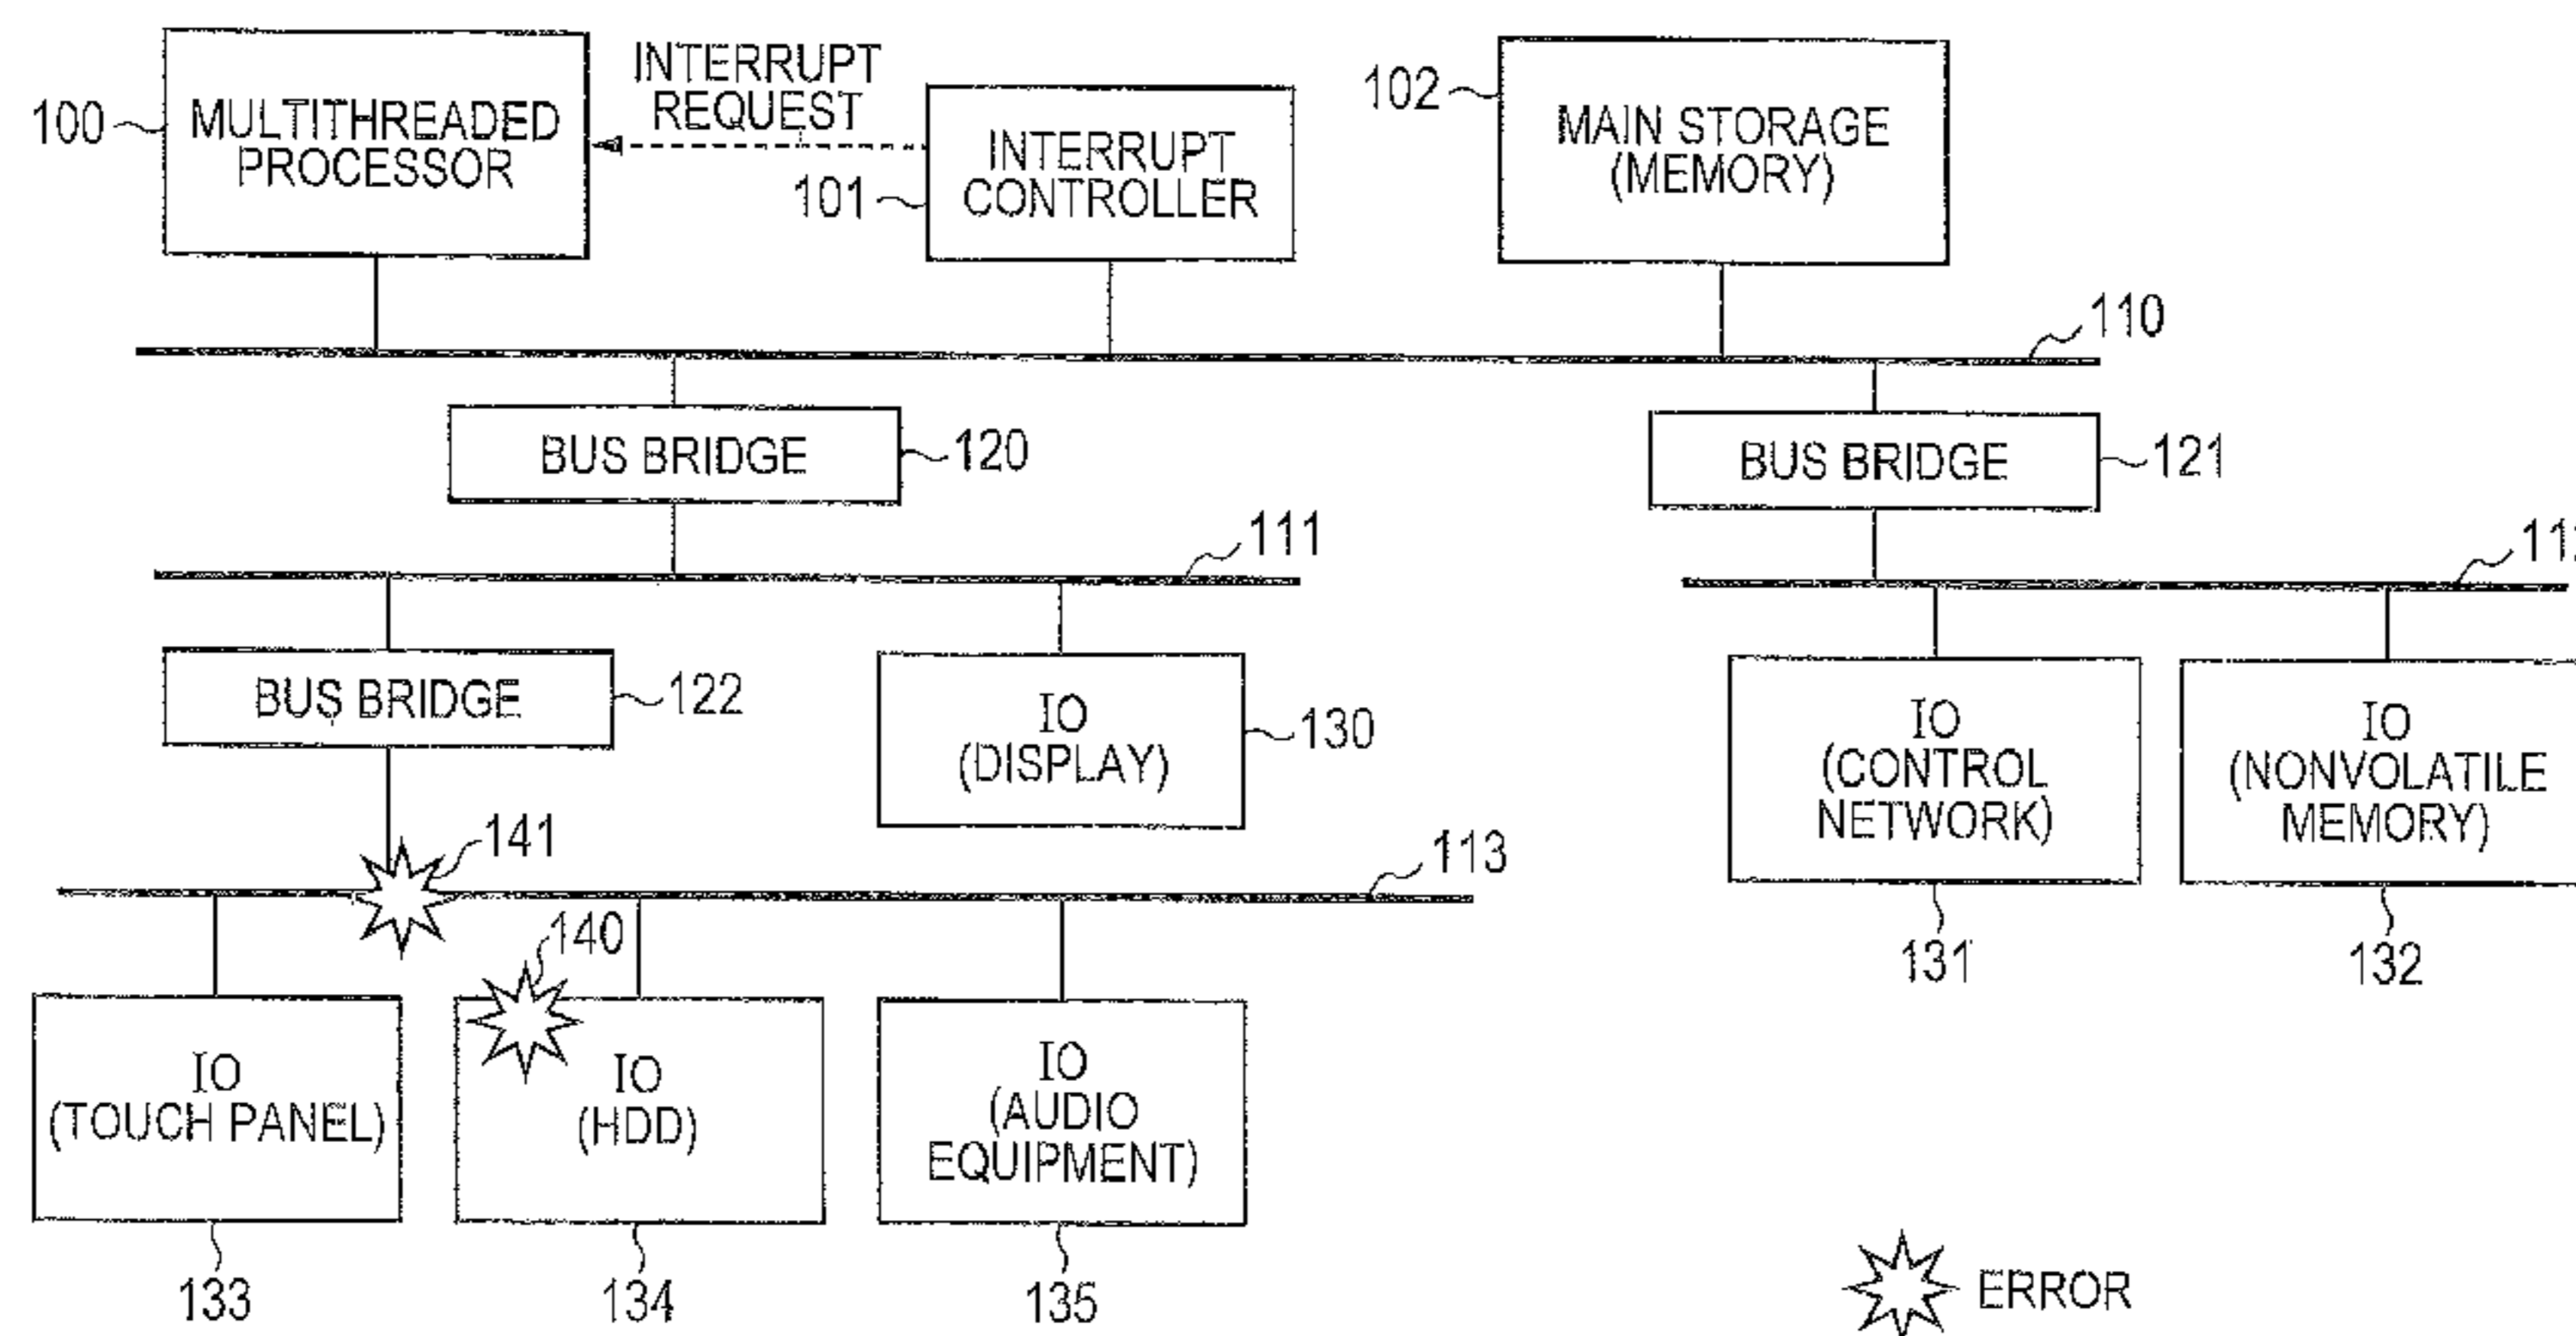 100
MULTITHREADED
PROCESSOR
INTERRUPT
REQUEST
101
INTERRUPT
CONTROLLER
102
MAIN STORAGE
(MEMORY)
110
BUS BRIDGE
120
BUS BRIDGE
121
111
BUS BRIDGE
122
IO
(DISPLAY)
130
IO
(CONTROL
NETWORK)
131
IO
(NONVOLATILE
MEMORY)
132
141
113
140
IO
(TOUCH PANEL)
133
IO
(HDD)
134
IO
(AUDIO
EQUIPMENT)
135
ERROR